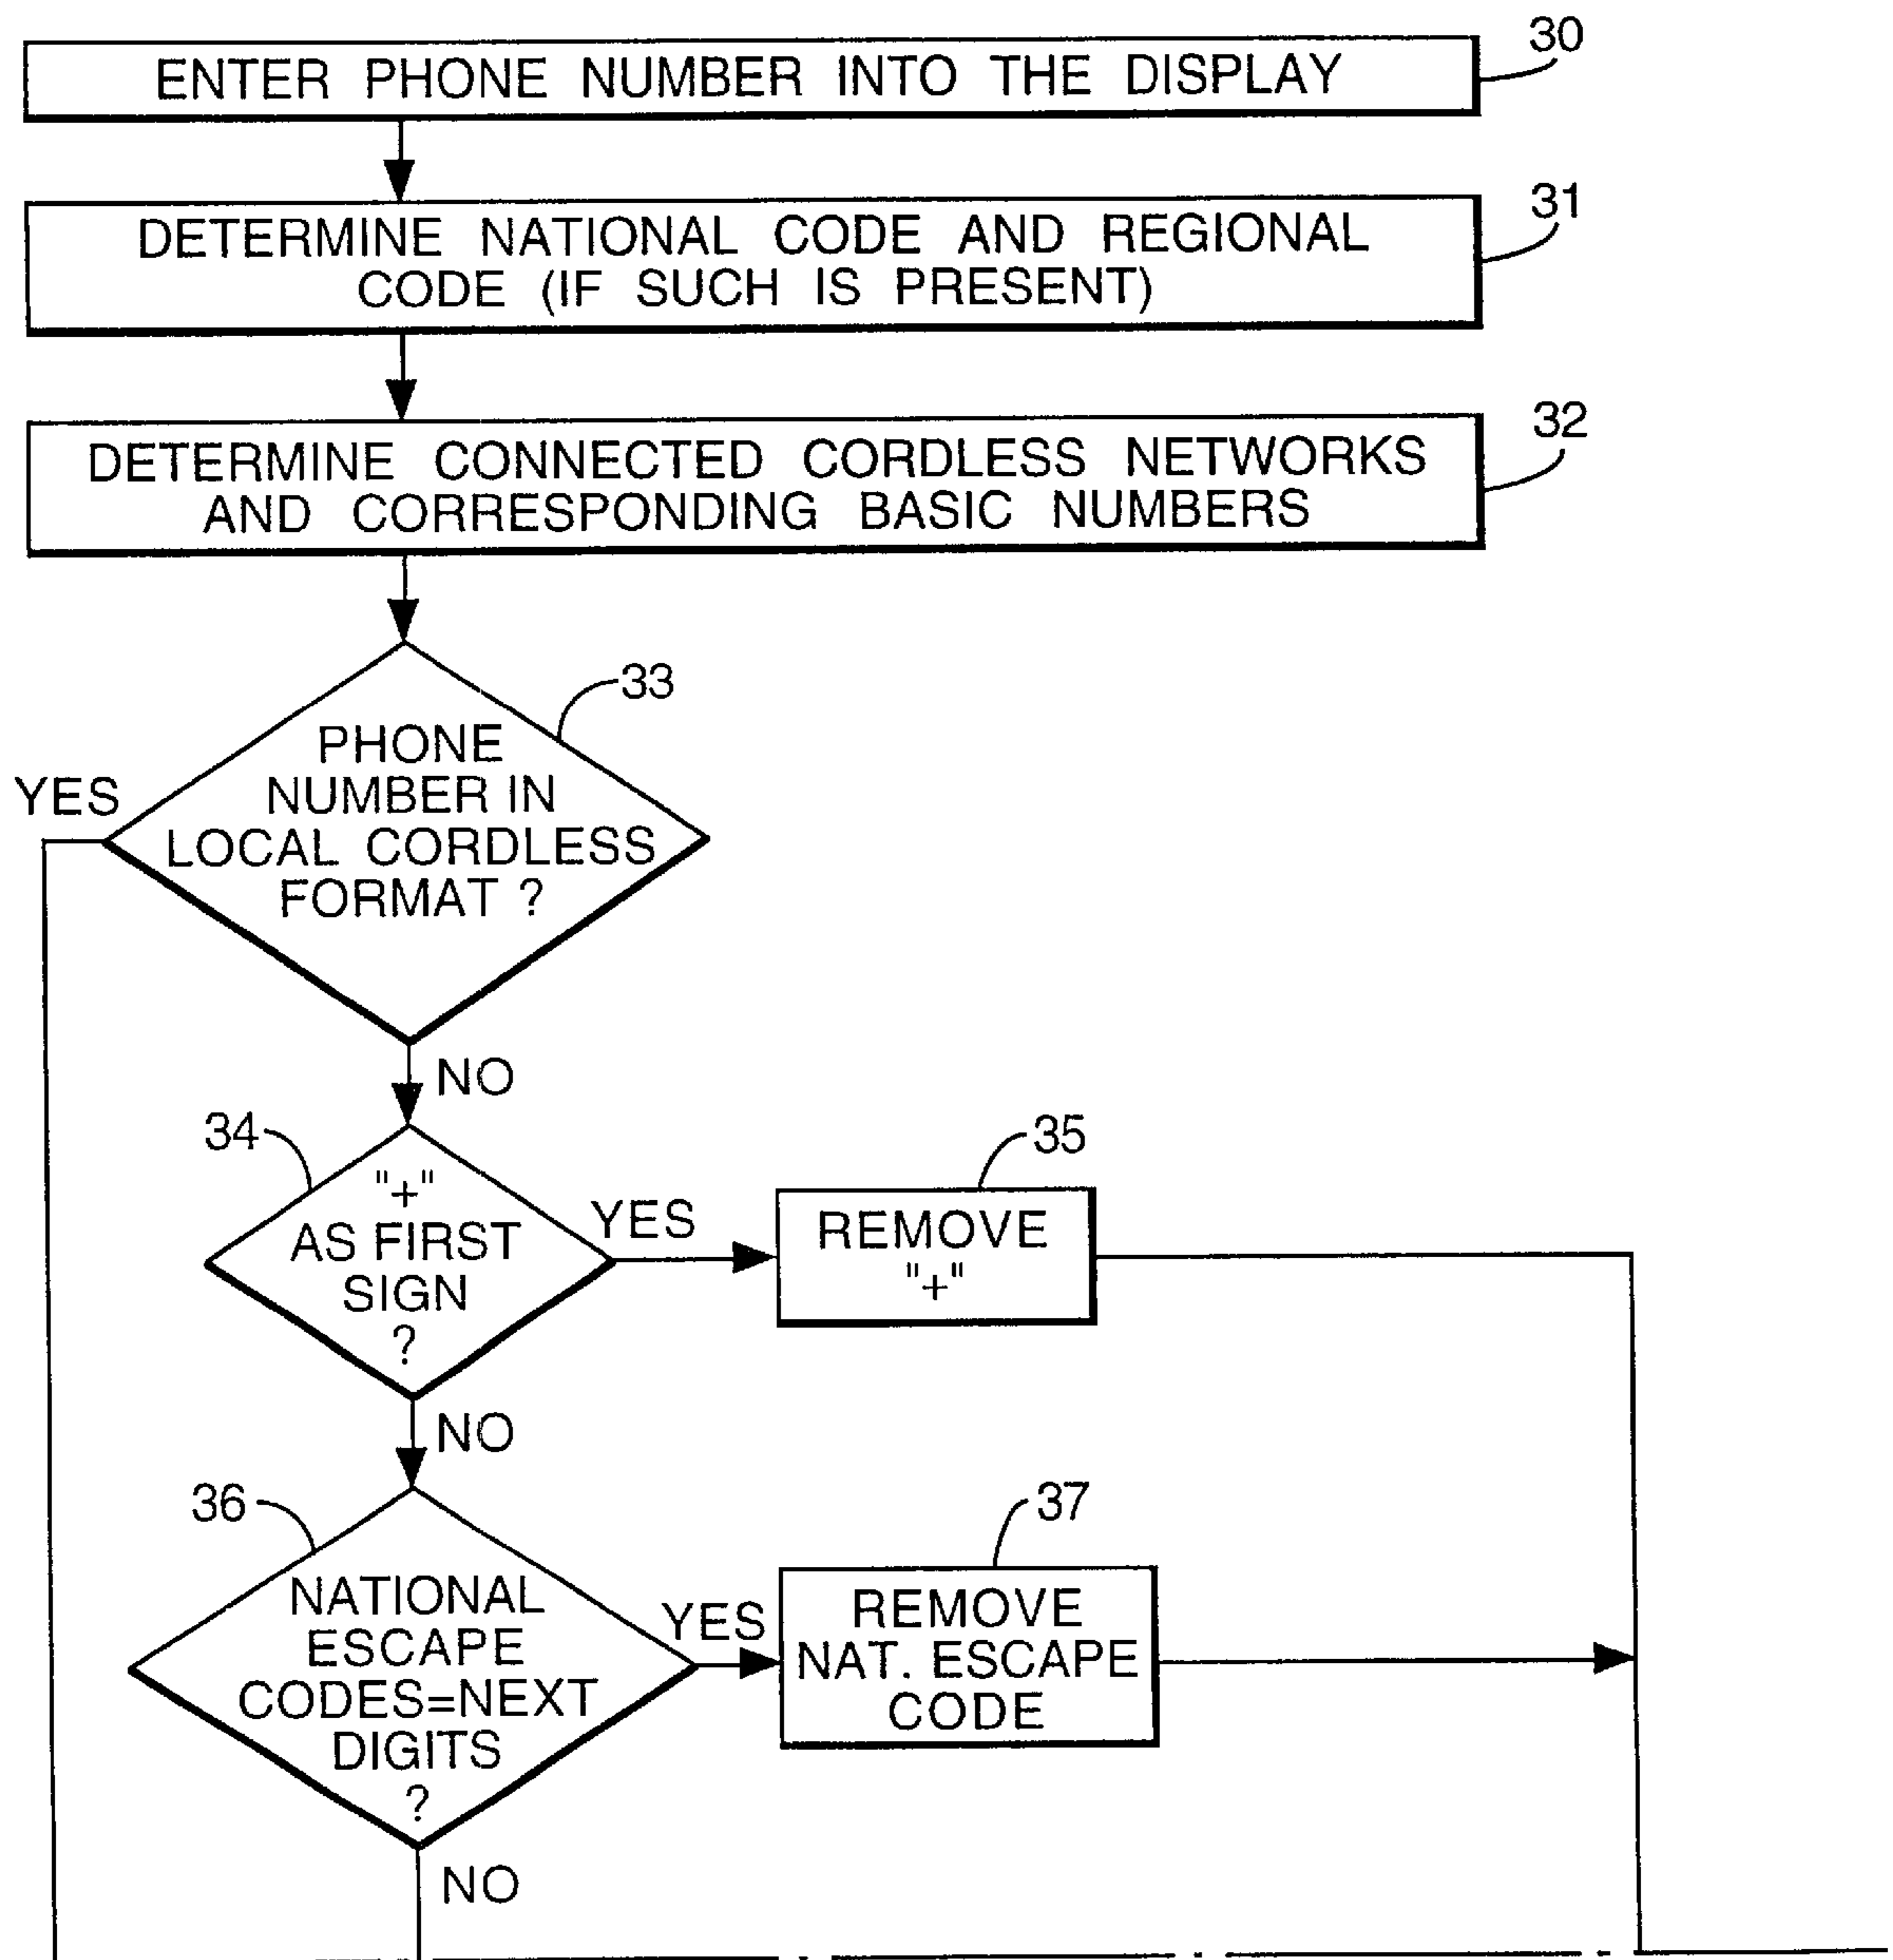 30
ENTER PHONE NUMBER INTO THE DISPLAY
31
DETERMINE NATIONAL CODE AND REGIONAL
CODE (IF SUCH IS PRESENT)
32
DETERMINE CONNECTED CORDLESS NETWORKS
AND CORRESPONDING BASIC NUMBERS
33
PHONE
NUMBER IN
LOCAL CORDLESS
FORMAT ?
YES
NO
34
"+"
AS FIRST
SIGN
?
YES
35
REMOVE
"+"
NO
36
NATIONAL
ESCAPE
CODES=NEXT
DIGITS
?
YES
37
REMOVE
NAT. ESCAPE
CODE
NO